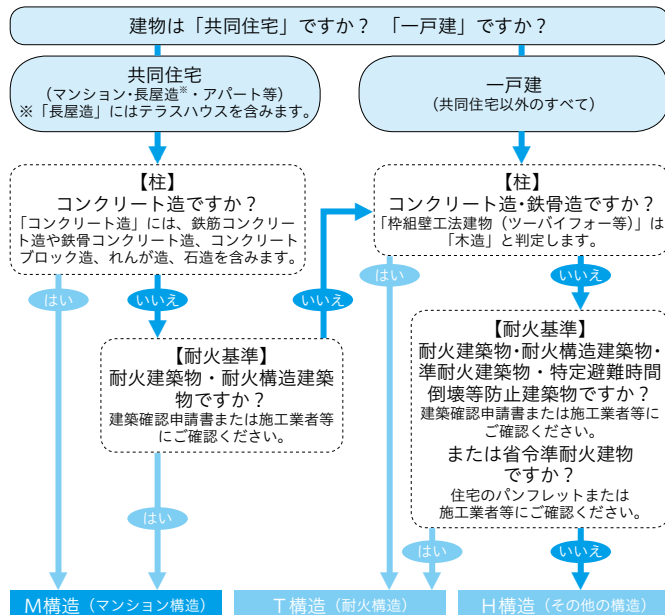 建物は「共同住宅」ですか？ 「一戸建」ですか？
共同住宅
(マンション・長屋造※・アパート等)
※「長屋造」にはテラスハウスを含みます。
一戸建
(共同住宅以外のすべて)
【柱】
コンクリート造ですか？
「コンクリート造」には、鉄筋コンクリー
ト造や鉄骨コンクリート造、コンクリート
ブロック造、れんが造、石造を含みます。
【柱】
コンクリート造・鉄骨造ですか？
「枠組壁工法建物（ツーバイフォー等）」は
「木造」と判定します。
はい
いいえ
いいえ
はい
いいえ
【耐火基準】
耐火建築物・耐火構造建築
物ですか？
建築確認申請書または施工業者等
にご確認ください。
【耐火基準】
耐火建築物・耐火構造建築物・
準耐火建築物・特定避難時間
倒壊等防止建築物ですか？
建築確認申請書または施工業者等に
ご確認ください。
または省令準耐火建物
ですか？
住宅のパンフレットまたは
施工業者等にご確認ください。
はい
はい
いいえ
M構造（マンション構造）
T構造（耐火構造）
H構造（その他の構造）